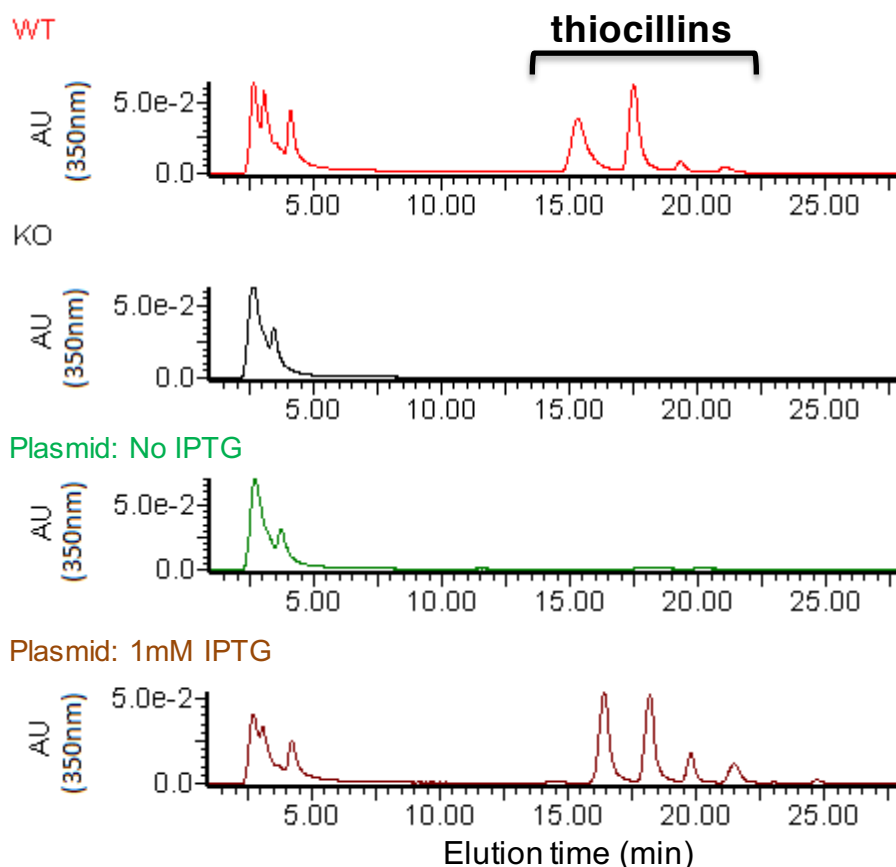 WT
thiocillins
AU
(350nm)
5.0e-2
0.0
5.00 10.00 15.00 20.00 25.00
KO
AU
(350nm)
5.0e-2
0.0
5.00 10.00 15.00 20.00 25.00
Plasmid: No IPTG
AU
(350nm)
5.0e-2
0.0
5.00 10.00 15.00 20.00 25.00
Plasmid: 1mM IPTG
AU
(350nm)
5.0e-2
0.0
5.00 10.00 15.00 20.00 25.00
Elution time (min)